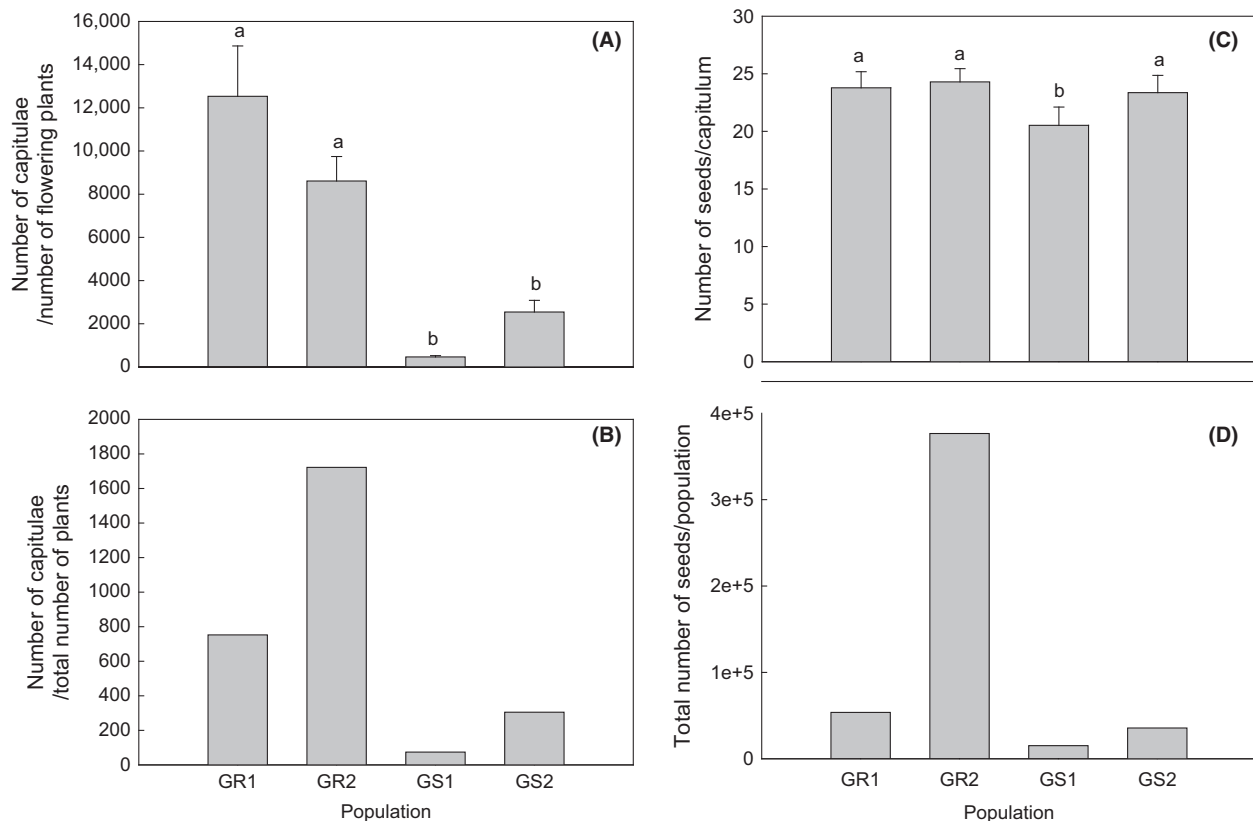 (A)
Number of capitulae
/number of flowering plants
16,000
14,000
12,000
10,000
8000
6000
4000
2000
0
a
a
b
b
(C)
Number of seeds/capitulum
30
25
20
15
10
5
0
a
a
b
a
(B)
Number of capitulae
/total number of plants
2000
1800
1600
1400
1200
1000
800
600
400
200
0
GR1 GR2 GS1 GS2
Population
(D)
Total number of seeds/population
4e+5
3e+5
2e+5
1e+5
0
GR1 GR2 GS1 GS2
Population